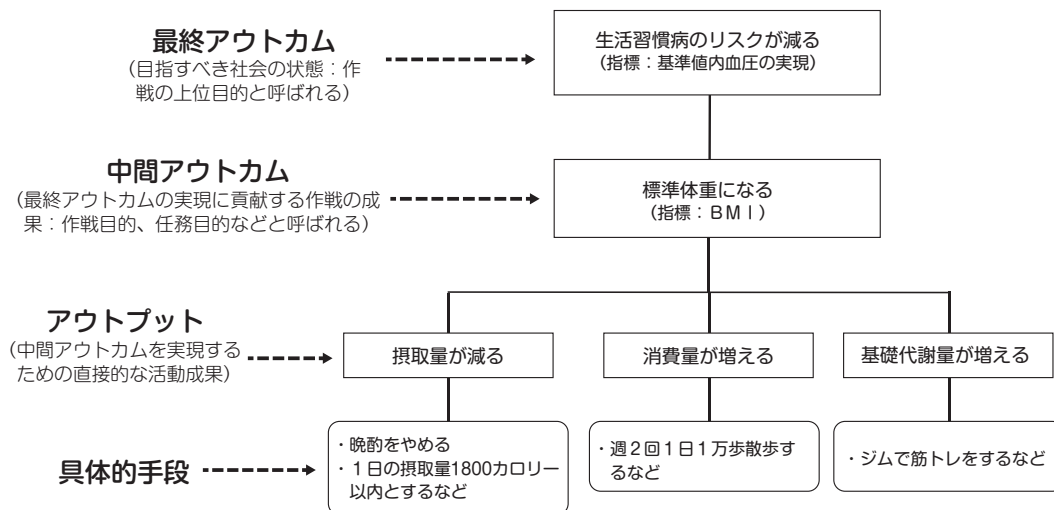 最終アウトカム
(目指すべき社会の状態：作
戦の上位目的と呼ばれる)
生活習慣病のリスクが減る
(指標：基準値内血圧の実現)
中間アウトカム
(最終アウトカムの実現に貢献する作戦の成
果：作戦目的、任務目的などと呼ばれる)
標準体重になる
(指標：ＢＭＩ)
アウトプット
(中間アウトカムを実現する
ための直接的な活動成果)
摂取量が減る
消費量が増える
基礎代謝量が増える
具体的手段
・晩酌をやめる
・１日の摂取量1800カロリー
以内とするなど
・週２回１日１万歩散歩す
るなど
・ジムで筋トレをするなど